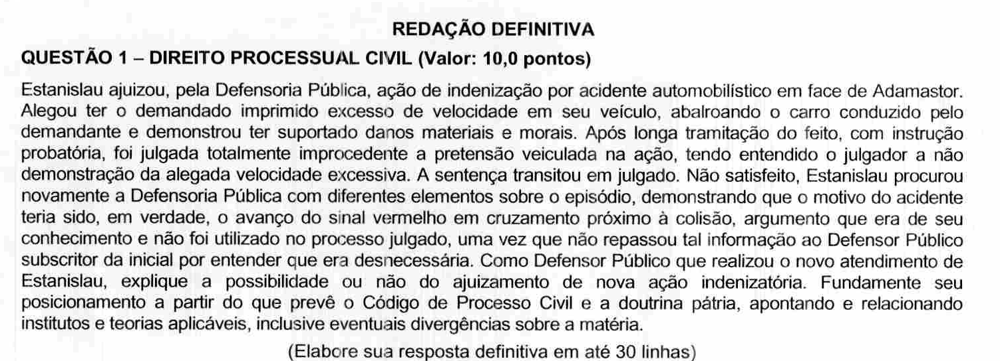 REDAÇÃO DEFINITIVA
QUESTÃO 1 – DIREITO PROCESSUAL CIVIL (Valor: 10,0 pontos)
Estanislau ajuizou, pela Defensoria Pública, ação de indenização por acidente automobilístico em face de Adamastor.
Alegou ter o demandado imprimido excesso de velocidade em seu veículo, abalroando o carro conduzido pelo
demandante e demonstrou ter suportado danos materiais e morais. Após longa tramitação do feito, com instrução
probatória, foi julgada totalmente improcedente a pretensão veiculada na ação, tendo entendido o julgador a não
demonstração da alegada velocidade excessiva. A sentença transitou em julgado. Não satisfeito, Estanislau procurou
novamente a Defensoria Pública com diferentes elementos sobre o episódio, demonstrando que o motivo do acidente
teria sido, em verdade, o avanço do sinal vermelho em cruzamento próximo à colisão, argumento que era de seu
conhecimento e não foi utilizado no processo julgado, uma vez que não repassou tal informação ao Defensor Público
subscritor da inicial por entender que era desnecessária. Como Defensor Público que realizou o novo atendimento de
Estanislau, explique a possibilidade ou não do ajuizamento de nova ação indenizatória. Fundamente seu
posicionamento a partir do que prevê o Código de Processo Civil e a doutrina pátria, apontando e relacionando
institutos e teorias aplicáveis, inclusive eventuais divergências sobre a matéria.
(Elabore sua resposta definitiva em até 30 linhas)